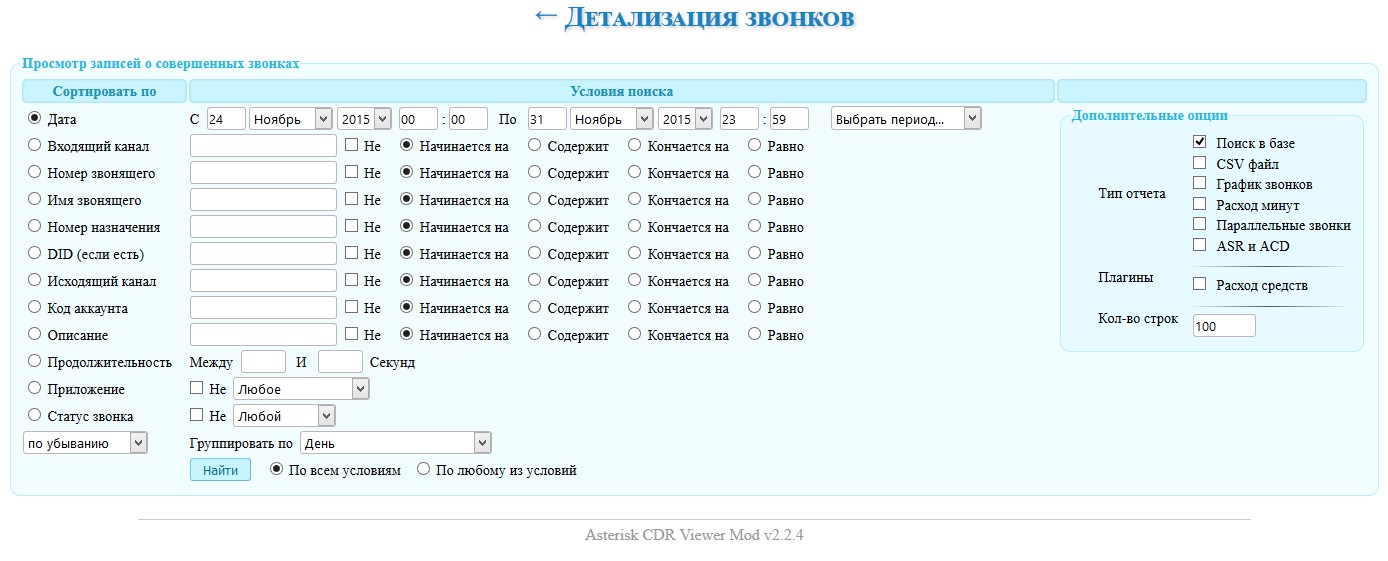 ← Детализация звонков
Просмотр записей о совершенных звонках
Сортировать по Условия поиска
Дата С 24 Ноябрь 2015 00 : 00 По 31 Ноябрь 2015 23 : 59 Выбрать период...
Входящий канал Не Начинается на Содержит Кончается на Равно
Номер звонящего Не Начинается на Содержит Кончается на Равно
Имя звонящего Не Начинается на Содержит Кончается на Равно
Номер назначения Не Начинается на Содержит Кончается на Равно
DID (если есть) Не Начинается на Содержит Кончается на Равно
Исходящий канал Не Начинается на Содержит Кончается на Равно
Код аккаунта Не Начинается на Содержит Кончается на Равно
Описание Не Начинается на Содержит Кончается на Равно
Продолжительность Между И Секунд
Приложение Не Любое
Статус звонка Не Любой
по убыванию Группировать по День
Найти По всем условиям По любому из условий
Дополнительные опции
Тип отчета
Поиск в базе
CSV файл
График звонков
Расход минут
Параллельные звонки
ASR и ACD
Плагины Расход средств
Кол-во строк 100
Asterisk CDR Viewer Mod v2.2.4